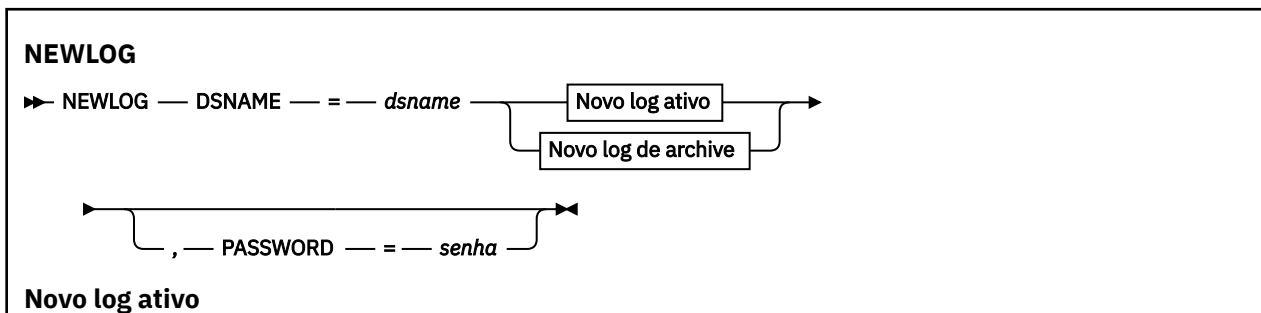 NEWLOG
NEWLOG DSNAME = dsname Novo log ativo
Novo log de archive
, PASSWORD = senha
Novo log ativo